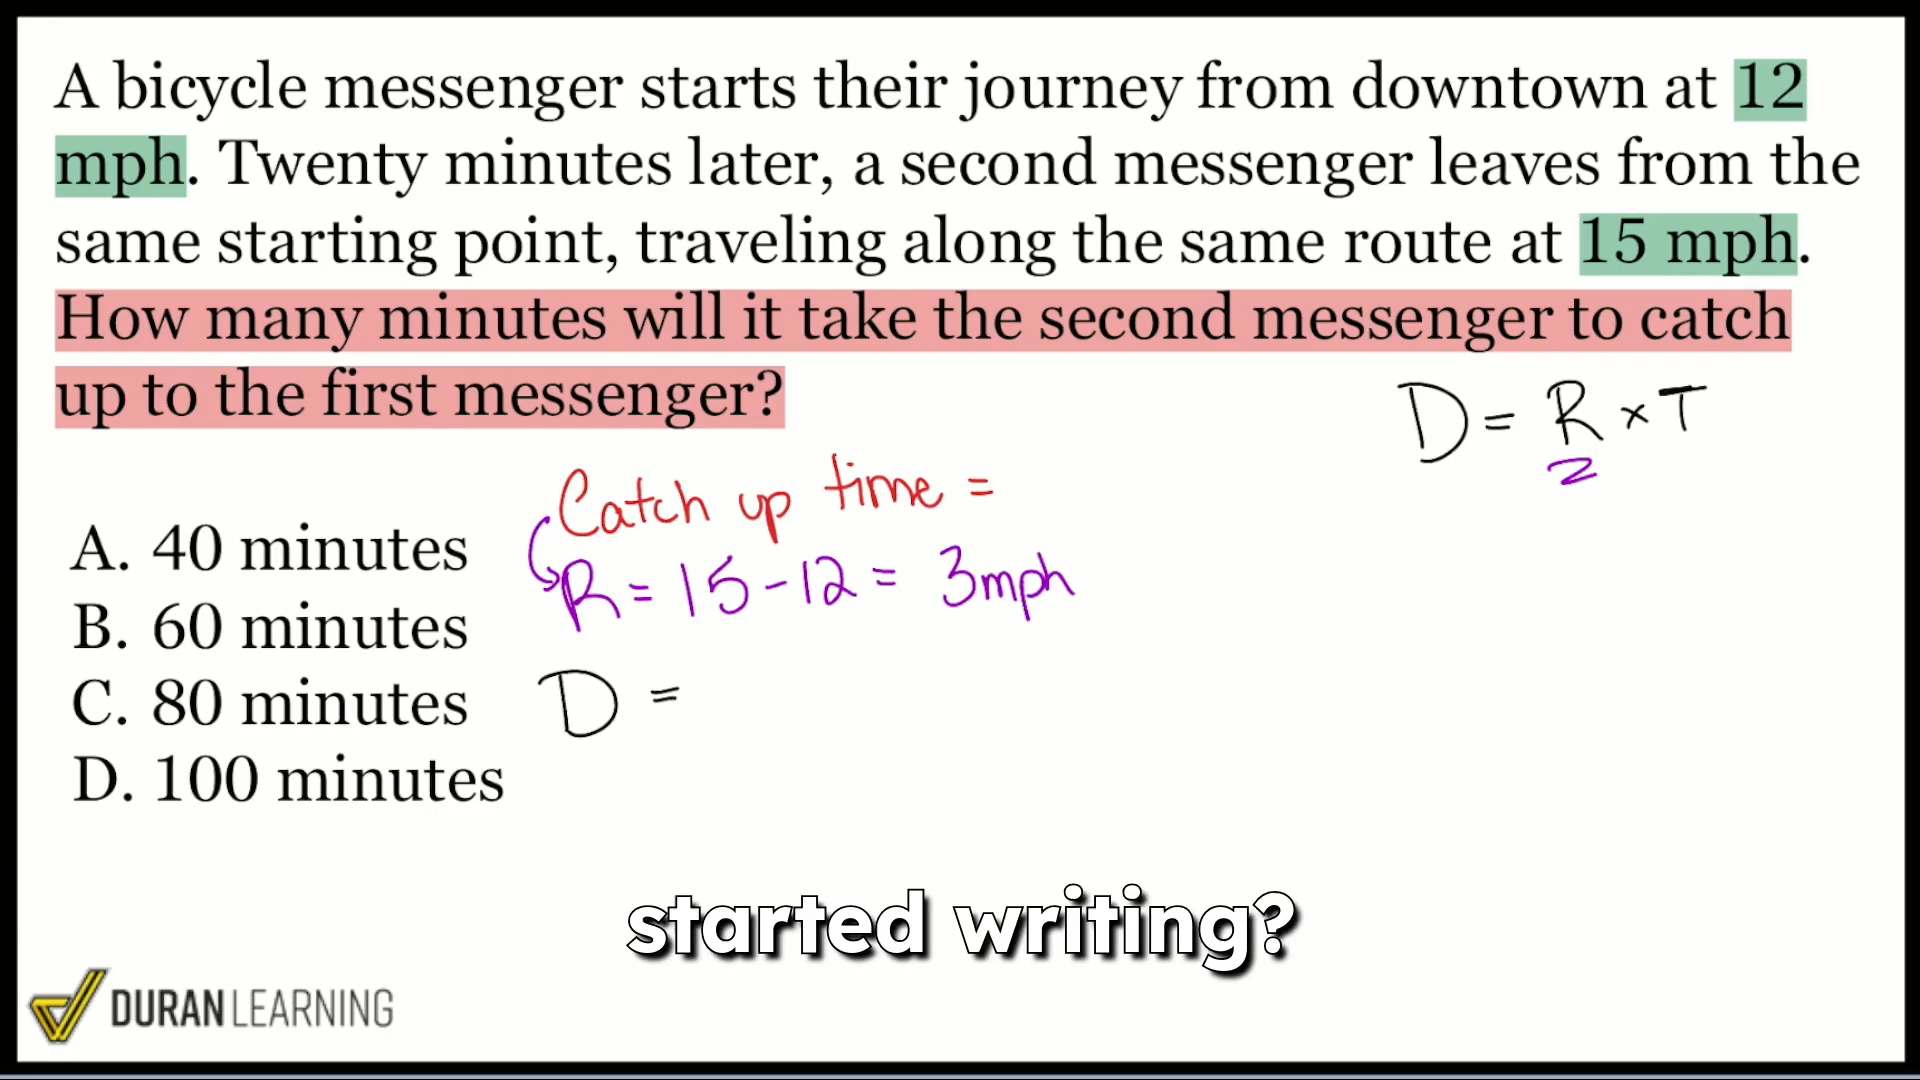 A bicycle messenger starts their journey from downtown at 12
mph. Twenty minutes later, a second messenger leaves from the
same starting point, traveling along the same route at 15 mph.
How many minutes will it take the second messenger to catch
up to the first messenger?
D = R × T
Catch up time =
A. 40 minutes
R = 15 - 12 = 3mph
B. 60 minutes
C. 80 minutes
D =
D. 100 minutes
started writing?
DURAN LEARNING